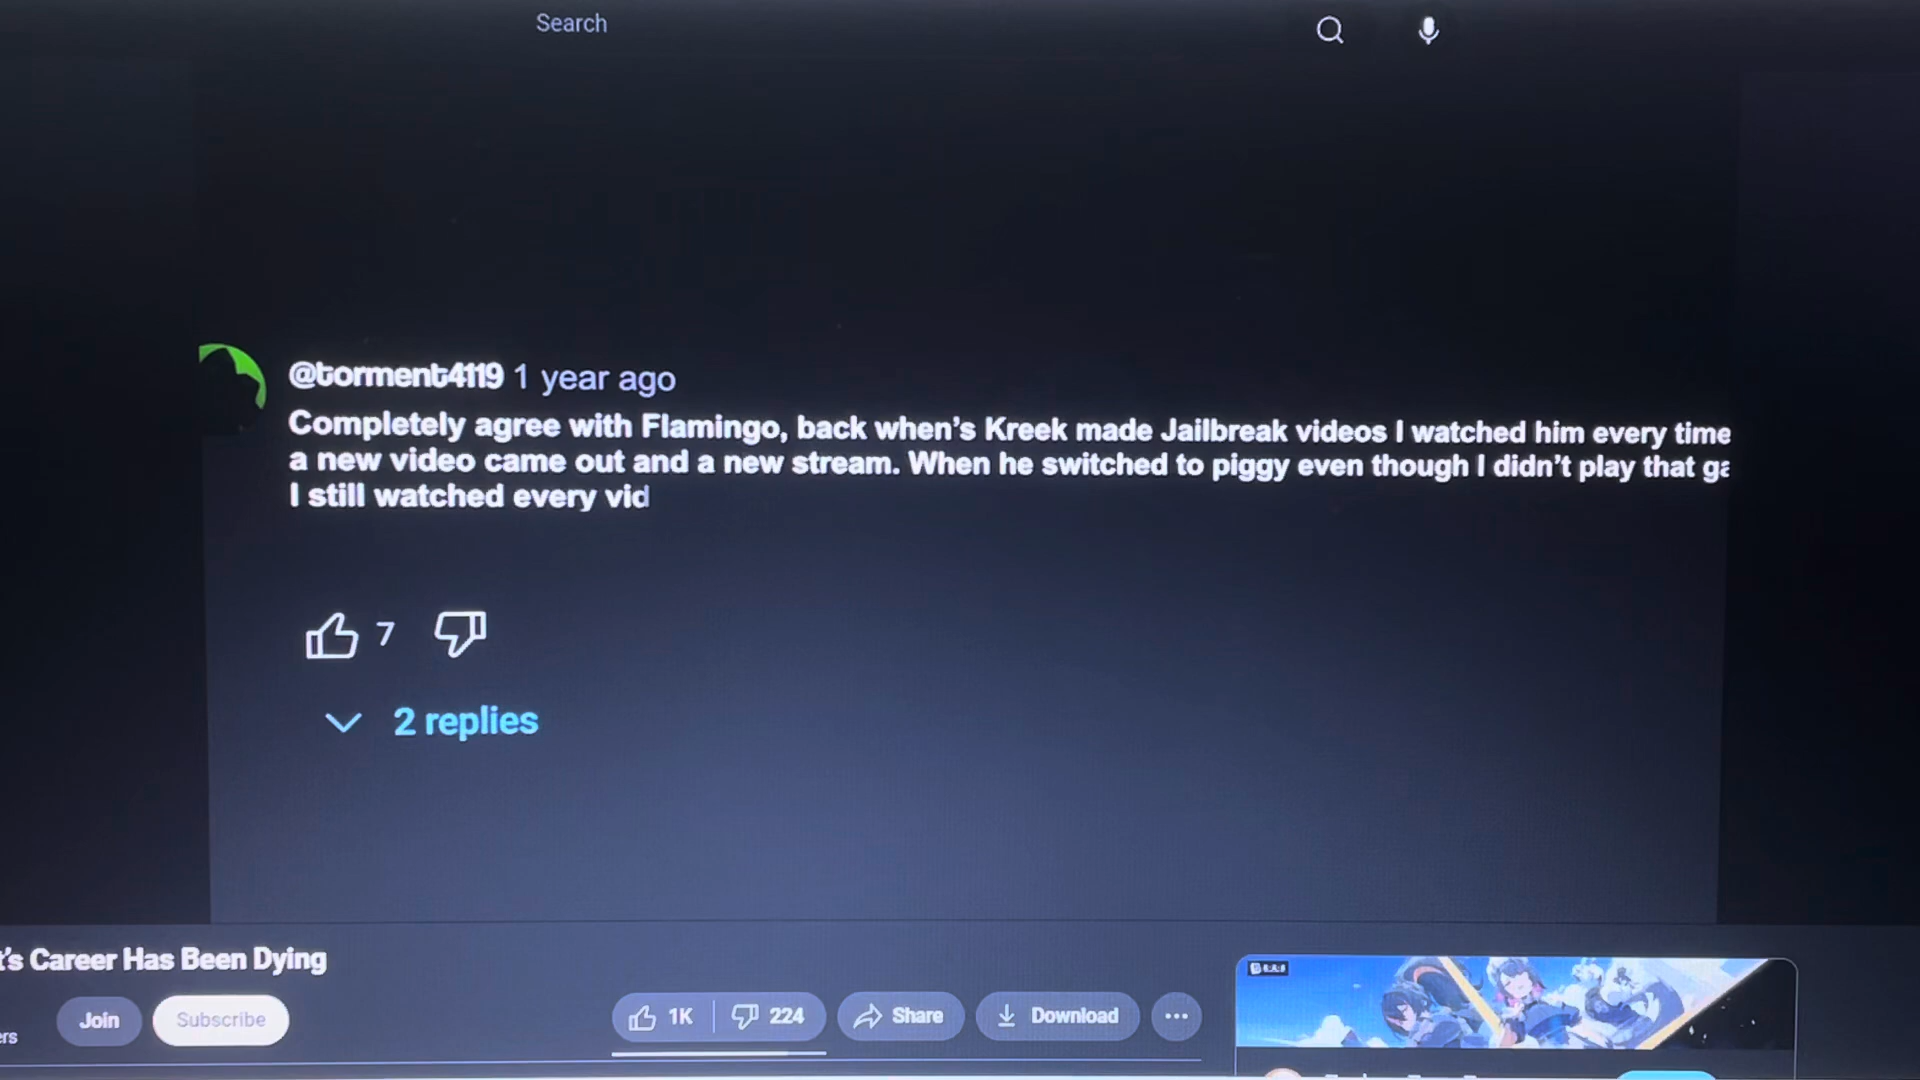 Search
@torment4119 1 year ago
Completely agree with Flamingo, back when’s Kreek made Jailbreak videos I watched him every time
a new video came out and a new stream. When he switched to piggy even though I didn’t play that ga
I still watched every vid
7
2 replies
t’s Career Has Been Dying
ers
Join
Subscribe
1K
224
Share
Download